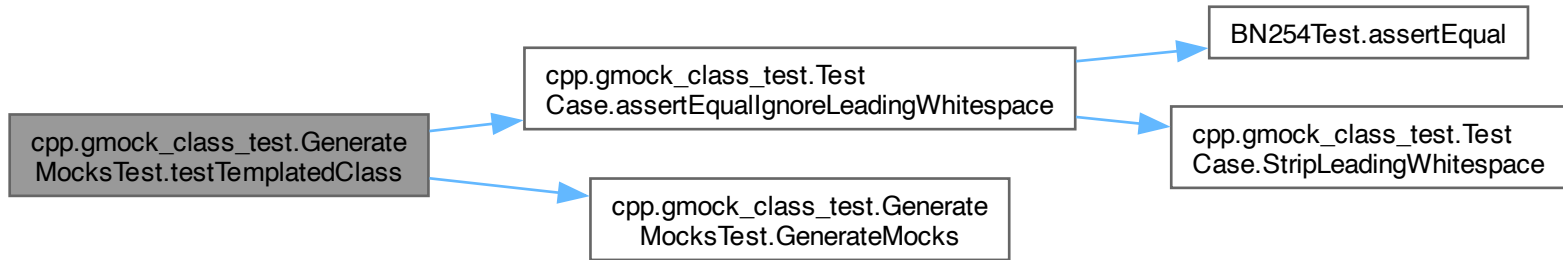 cpp.gmock_class_test.Generate
MocksTest.testTemplatedClass
cpp.gmock_class_test.Test
Case.assertEqualIgnoreLeadingWhitespace
BN254Test.assertEqual
cpp.gmock_class_test.Test
Case.StripLeadingWhitespace
cpp.gmock_class_test.Generate
MocksTest.GenerateMocks